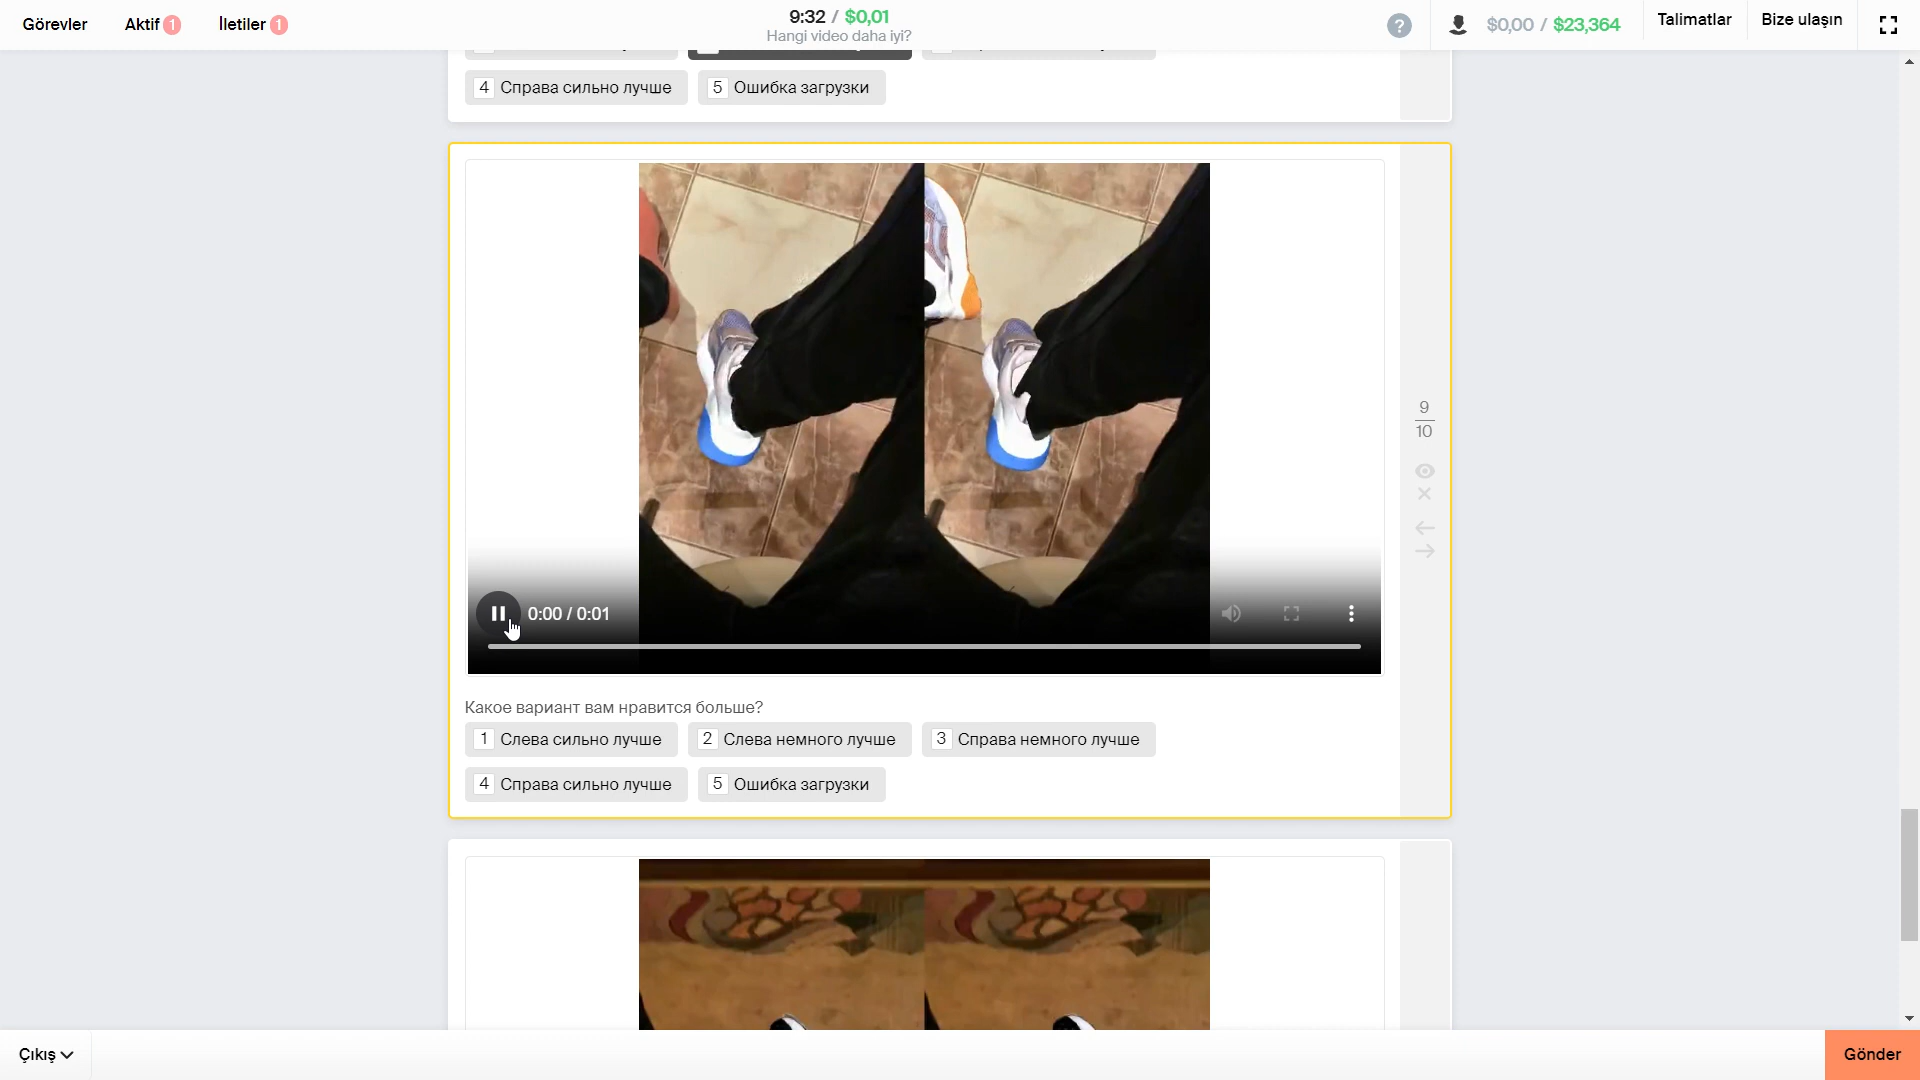 Görevler
Aktif 1
İletiler 1
9:32 / $0,01
Hangi video daha iyi?
?
$0,00 / $23,364
Talimatlar
Bize ulaşın
4 Справа сильно лучше
5 Ошибка загрузки
9
10
0:00 / 0:01
Какое вариант вам нравится больше?
1 Слева сильно лучше
2 Слева немного лучше
3 Справа немного лучше
4 Справа сильно лучше
5 Ошибка загрузки
Çıkış
Gönder